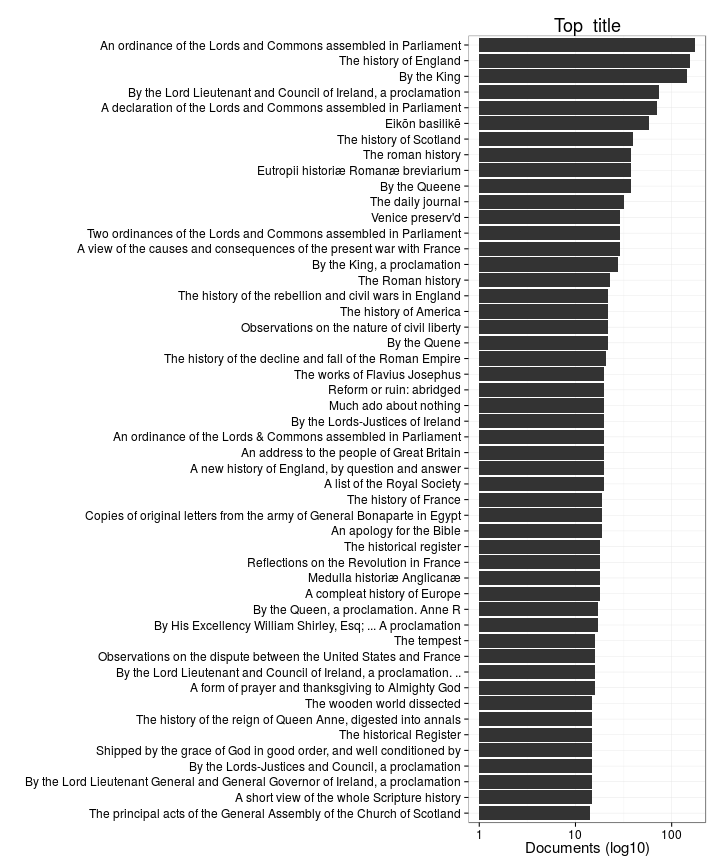 Top title
An ordinance of the Lords and Commons assembled in Parliament
The history of England
By the King
By the Lord Lieutenant and Council of Ireland, a proclamation
A declaration of the Lords and Commons assembled in Parliament
Eikōn basilikē
The history of Scotland
The roman history
Eutropii historiæ Romanæ breviarium
By the Queene
The daily journal
Venice preserv'd
Two ordinances of the Lords and Commons assembled in Parliament
A view of the causes and consequences of the present war with France
By the King, a proclamation
The Roman history
The history of the rebellion and civil wars in England
The history of America
Observations on the nature of civil liberty
By the Quene
The history of the decline and fall of the Roman Empire
The works of Flavius Josephus
Reform or ruin: abridged
Much ado about nothing
By the Lords-Justices of Ireland
An ordinance of the Lords & Commons assembled in Parliament
An address to the people of Great Britain
A new history of England, by question and answer
A list of the Royal Society
The history of France
Copies of original letters from the army of General Bonaparte in Egypt
An apology for the Bible
The historical register
Reflections on the Revolution in France
Medulla historiæ Anglicanæ
A compleat history of Europe
By the Queen, a proclamation. Anne R
By His Excellency William Shirley, Esq; ... A proclamation
The tempest
Observations on the dispute between the United States and France
By the Lord Lieutenant and Council of Ireland, a proclamation. ..
A form of prayer and thanksgiving to Almighty God
The wooden world dissected
The history of the reign of Queen Anne, digested into annals
The historical Register
Shipped by the grace of God in good order, and well conditioned by
By the Lords-Justices and Council, a proclamation
By the Lord Lieutenant General and General Governor of Ireland, a proclamation
A short view of the whole Scripture history
The principal acts of the General Assembly of the Church of Scotland
1 10 100
Documents (log10)